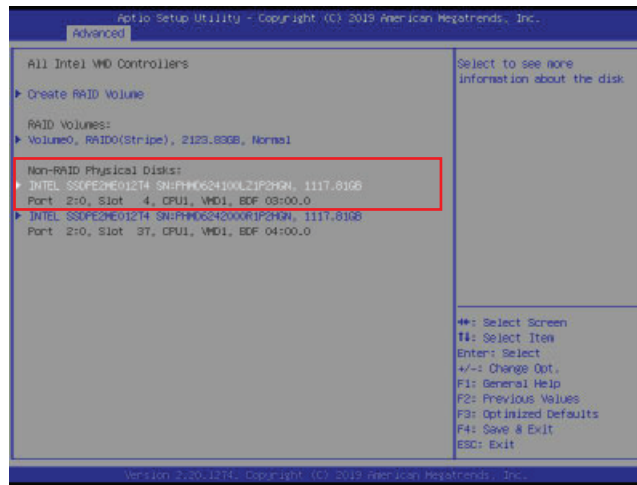 Aptio Setup Utility - Copyright (C) 2019 American Megatrends, Inc.
Advanced
All Intel VMD Controllers
Create RAID Volume
RAID Volumes:
Volume0, RAID0(Stripe), 2123.83GB, Normal
Non-RAID Physical Disks:
INTEL SSDPE2ME012T4 SN:PHMD624100LZ1P2HGN, 1117.81GB
Port 2:0, Slot 4, CPU1, VMD1, BDF 03:00.0
INTEL SSDPE2ME012T4 SN:PHMD6242000R1P2HGN, 1117.81GB
Port 2:0, Slot 37, CPU1, VMD1, BDF 04:00.0
Select to see more
information about the disk
: Select Screen
: Select Item
Enter: Select
+/-: Change Opt.
F1: General Help
F2: Previous Values
F3: Optimized Defaults
F4: Save & Exit
ESC: Exit
Version 2.20.1274. Copyright (C) 2019 American Megatrends, Inc.